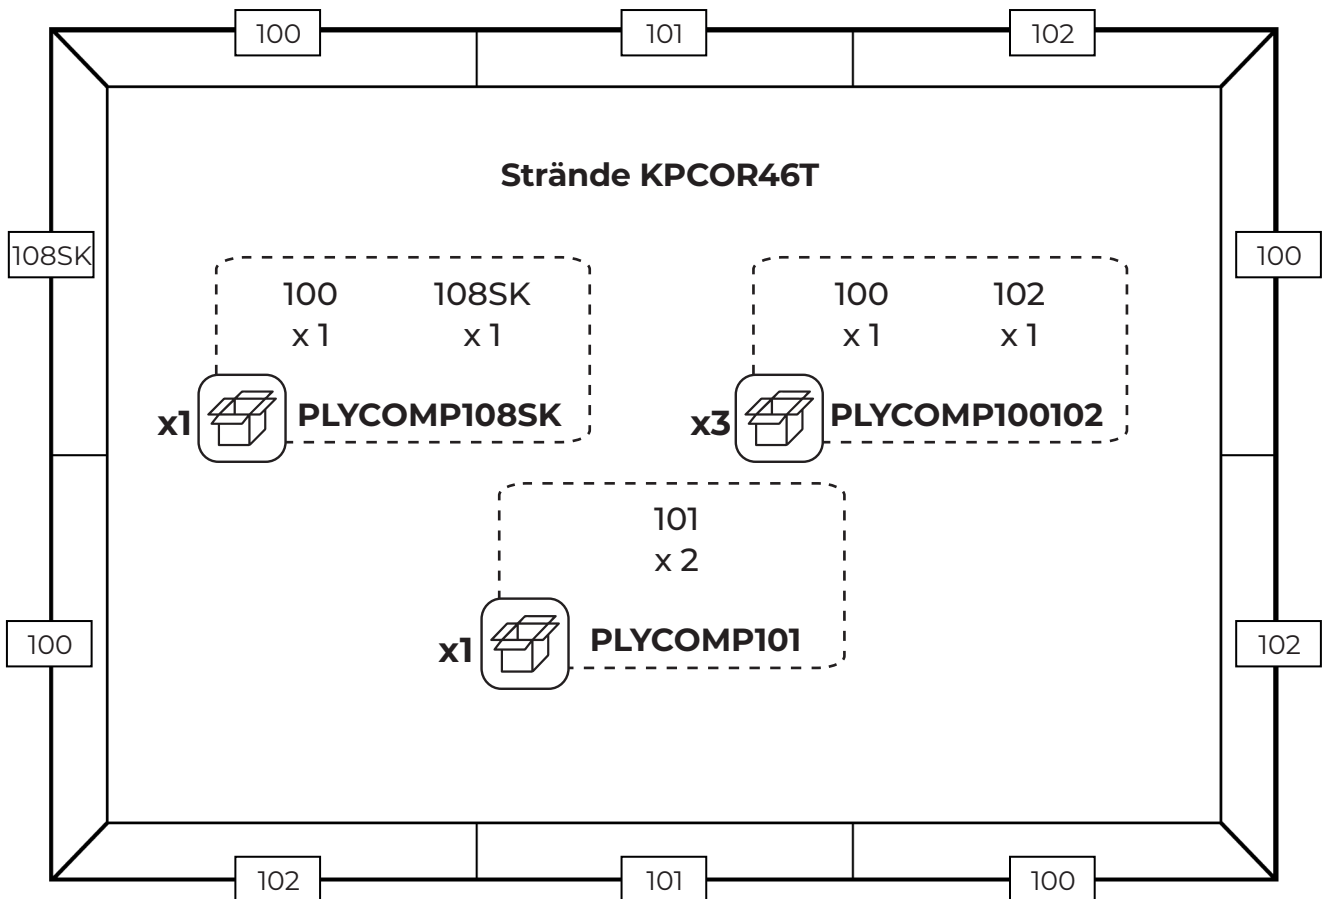 100
101
102
Strände KPCOR46T
108SK
100
100 108SK
x 1 x 1
x1 PLYCOMP108SK
100 102
x 1 x 1
x3 PLYCOMP100102
101
x 2
x1 PLYCOMP101
100
102
102
101
100